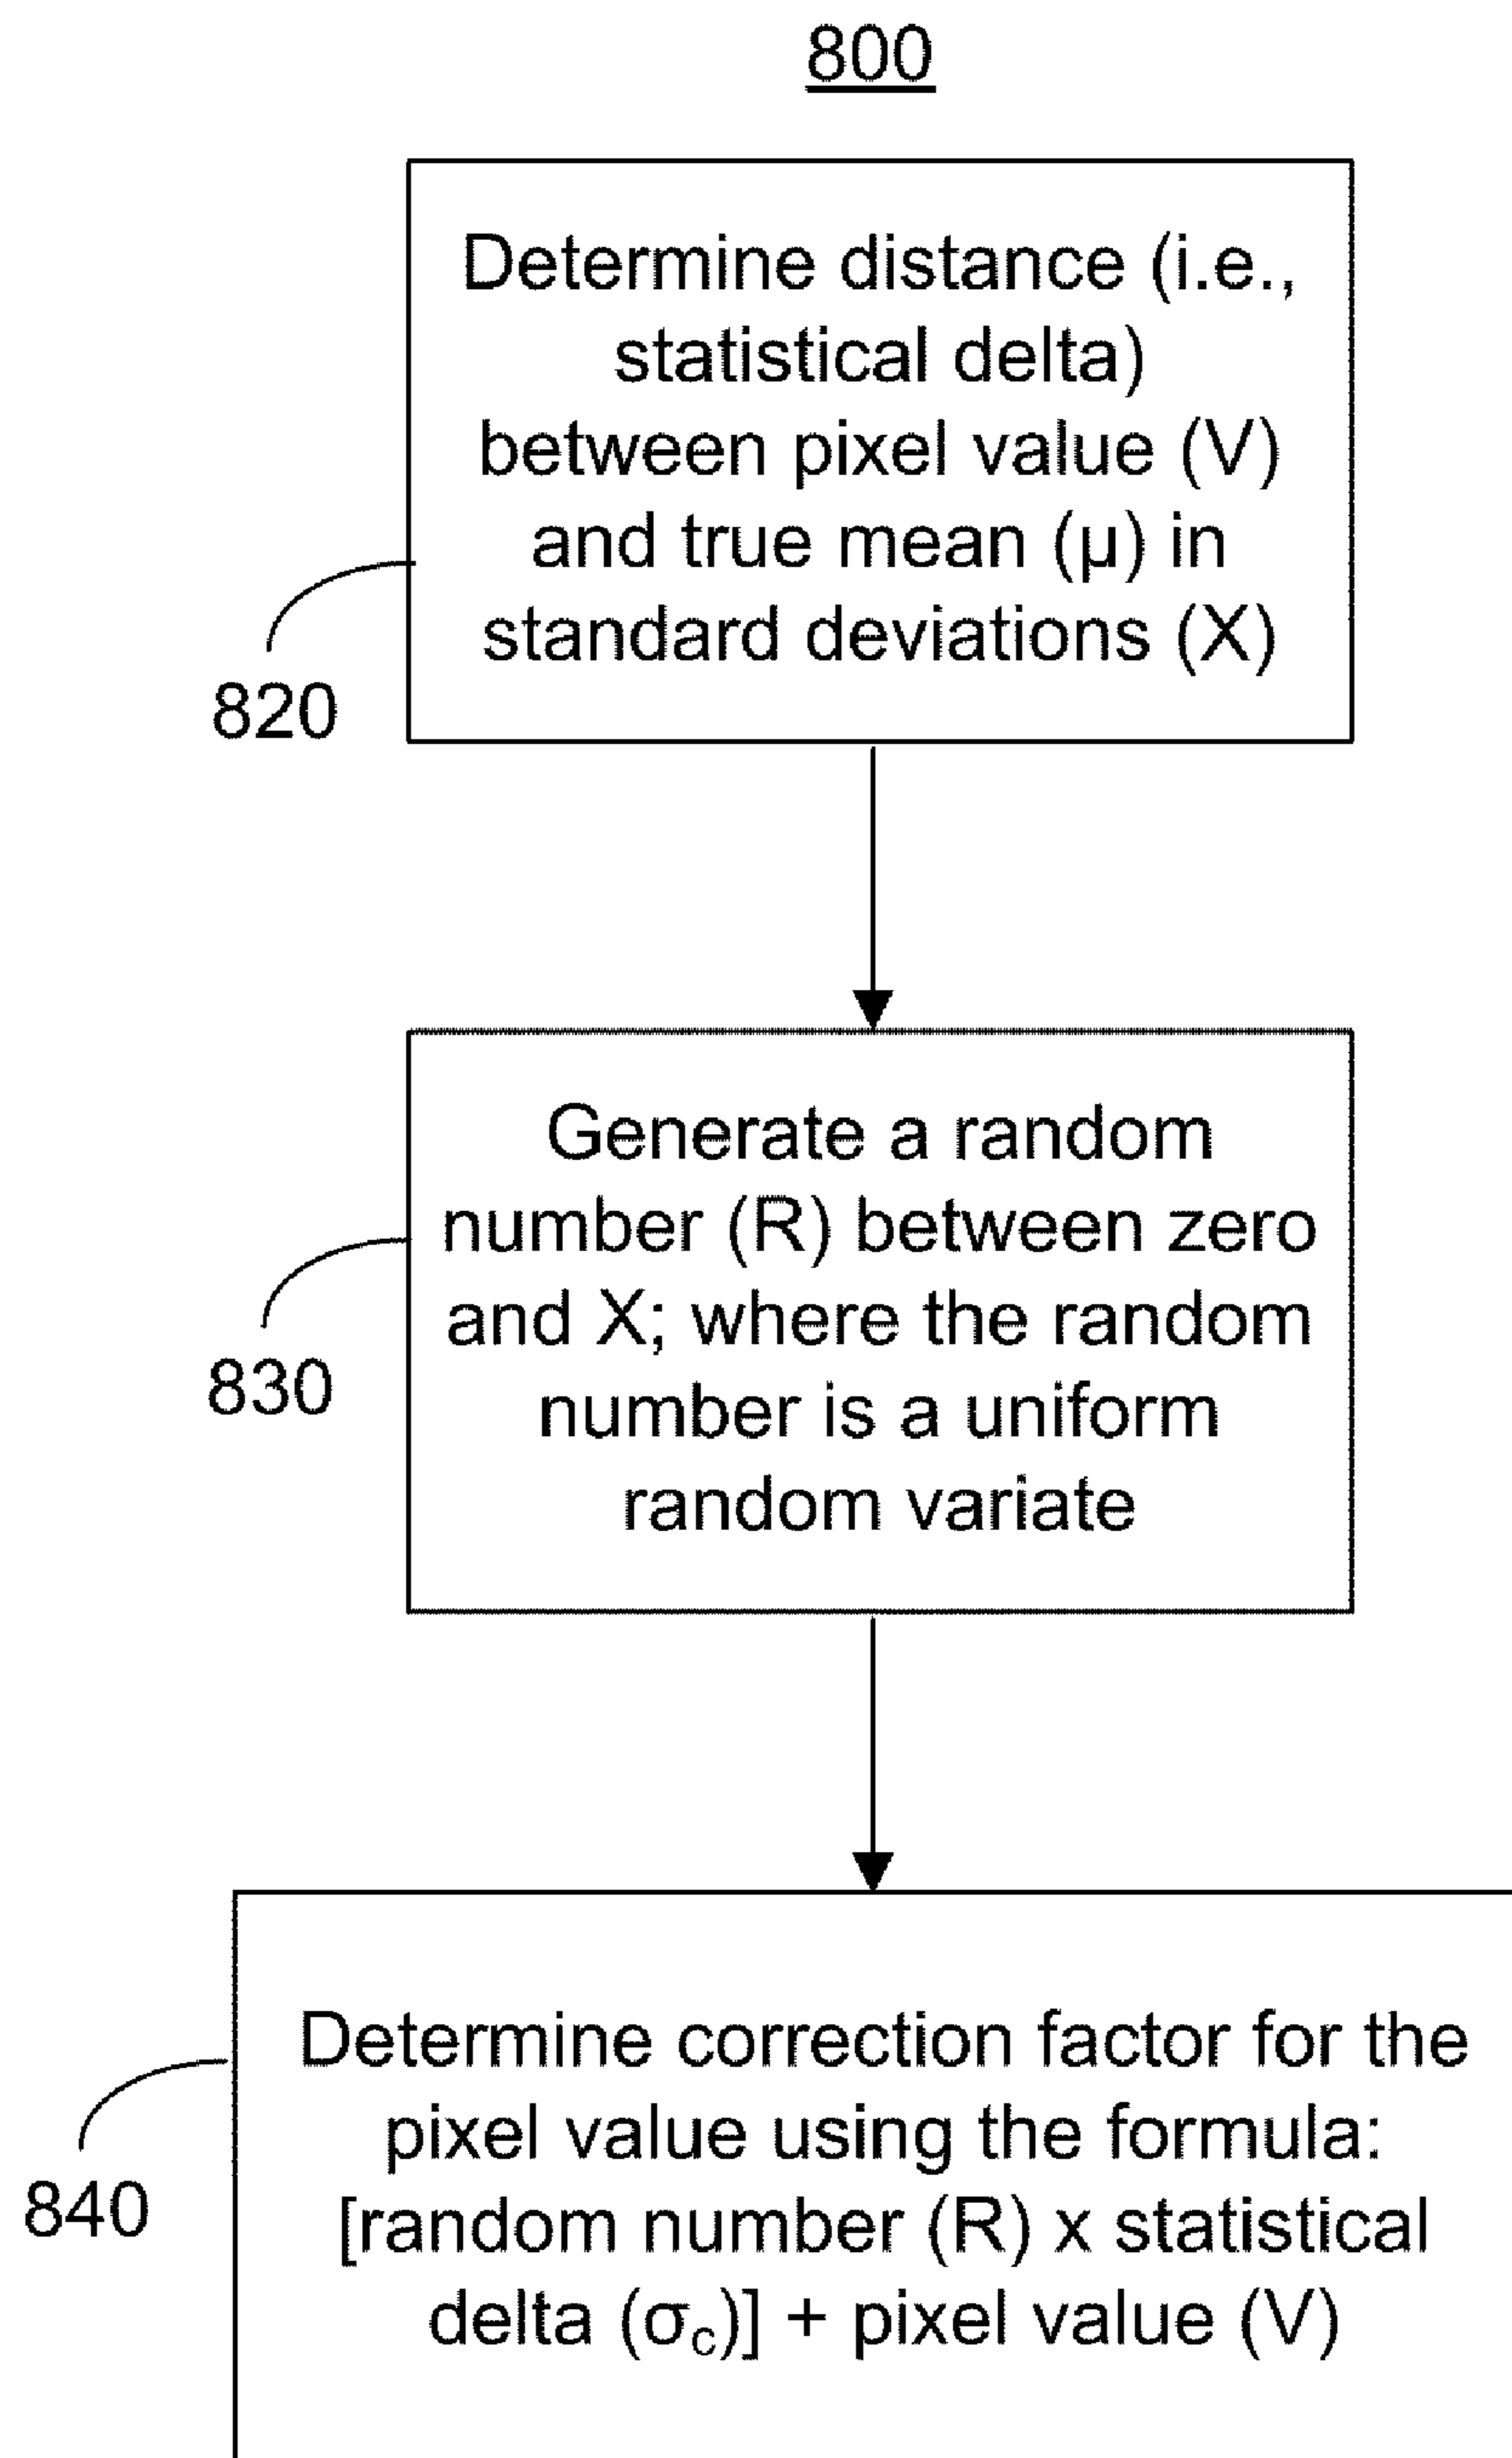 800
Determine distance (i.e.,
statistical delta)
between pixel value (V)
and true mean (µ) in
standard deviations (X)
820
Generate a random
number (R) between zero
and X; where the random
number is a uniform
random variate
830
Determine correction factor for the
pixel value using the formula:
[random number (R) x statistical
delta (σc)] + pixel value (V)
840